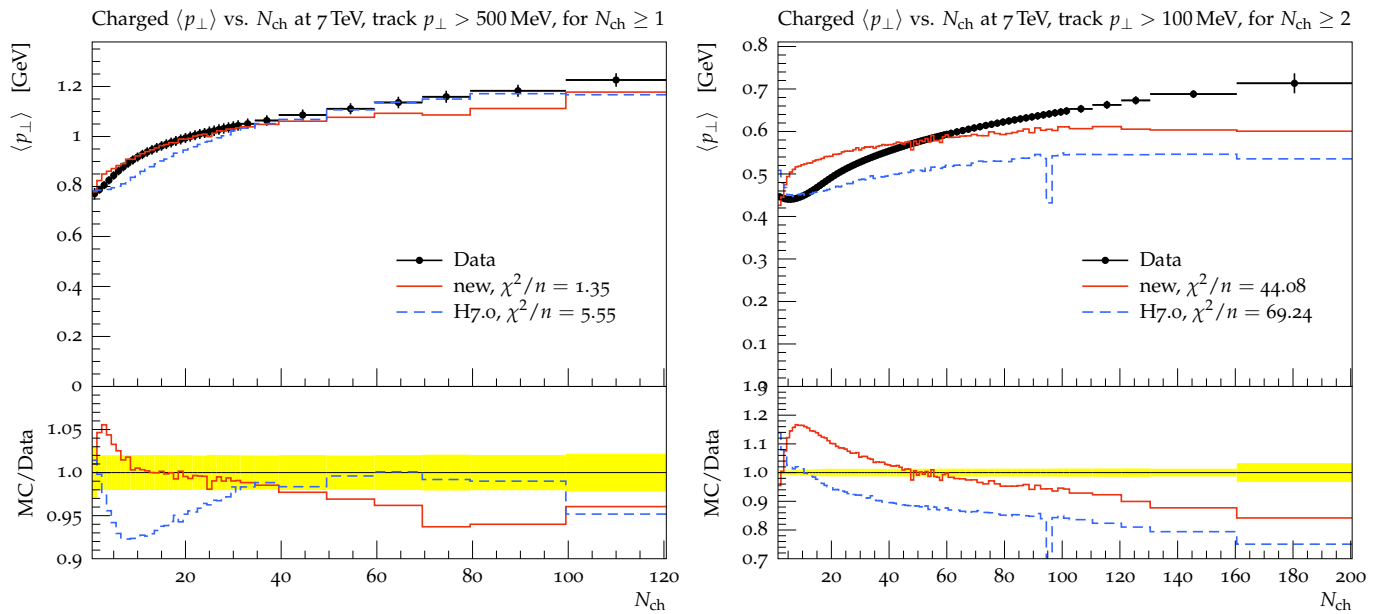 Charged ⟨p⊥⟩ vs. Nch at 7 TeV, track p⊥ > 500 MeV, for Nch ≥ 1
⟨p⊥⟩ [GeV]
1.2
1
0.8
0.6
0.4
0.2
0
Data
new, χ²/n = 1.35
H7.0, χ²/n = 5.55
MC/Data
1.05
1.0
0.95
0.9
20 40 60 80 100 120
Nch
Charged ⟨p⊥⟩ vs. Nch at 7 TeV, track p⊥ > 100 MeV, for Nch ≥ 2
⟨p⊥⟩ [GeV]
0.8
0.7
0.6
0.5
0.4
0.3
0.2
0.1
0
Data
new, χ²/n = 44.08
H7.0, χ²/n = 69.24
MC/Data
1.3
1.2
1.1
1.0
0.9
0.8
0.7
20 40 60 80 100 120 140 160 180 200
Nch